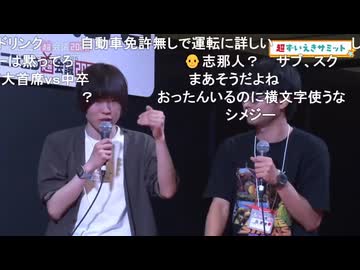 ドリンク 自動車免許無しで運転に詳しい し
超すいえきサミット
は黙ってろ 志那人？ サブ、スク
大首席vs中卒 まあそうだよね
？ おったんいるのに横文字使うな
シメジー